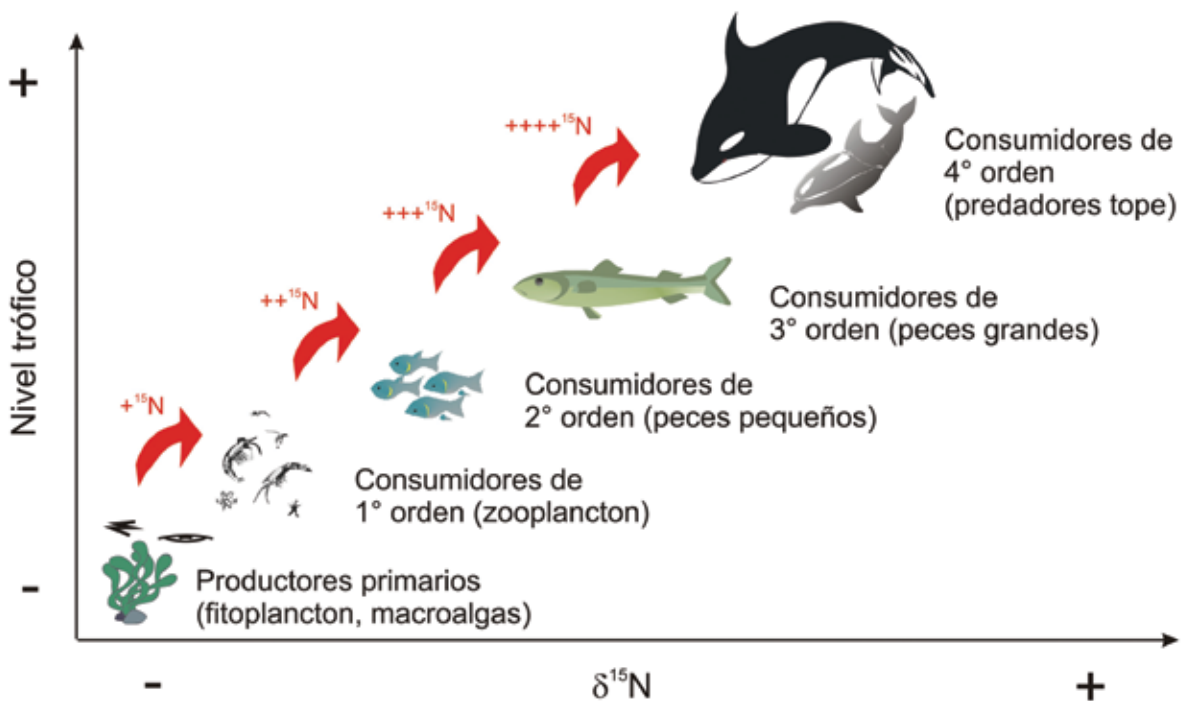 +
++++¹⁵N
Consumidores de
4° orden
(predadores tope)
+++¹⁵N
Nivel trófico
Consumidores de
3° orden (peces grandes)
++¹⁵N
Consumidores de
2° orden (peces pequeños)
+¹⁵N
Consumidores de
1° orden (zooplancton)
-
Productores primarios
(fitoplancton, macroalgas)
-
δ¹⁵N
+